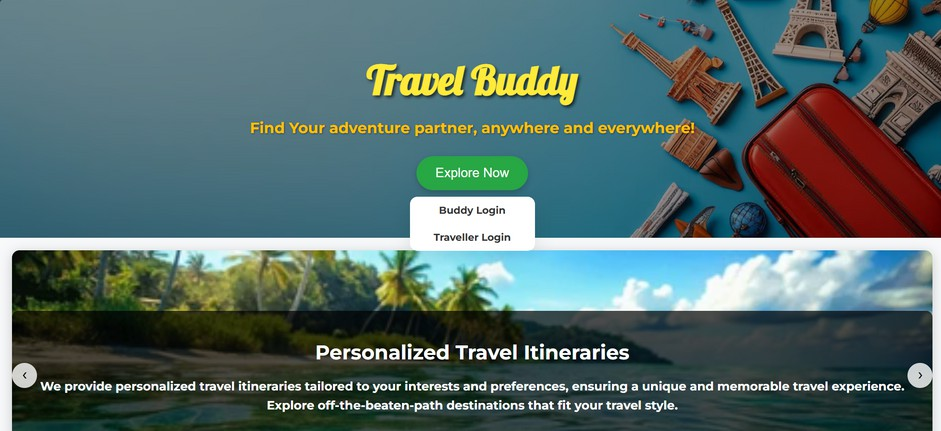 Travel Buddy
Find Your adventure partner, anywhere and everywhere!
Explore Now
Buddy Login
Traveller Login
Personalized Travel Itineraries
We provide personalized travel itineraries tailored to your interests and preferences, ensuring a unique and memorable travel experience.
Explore off-the-beaten-path destinations that fit your travel style.